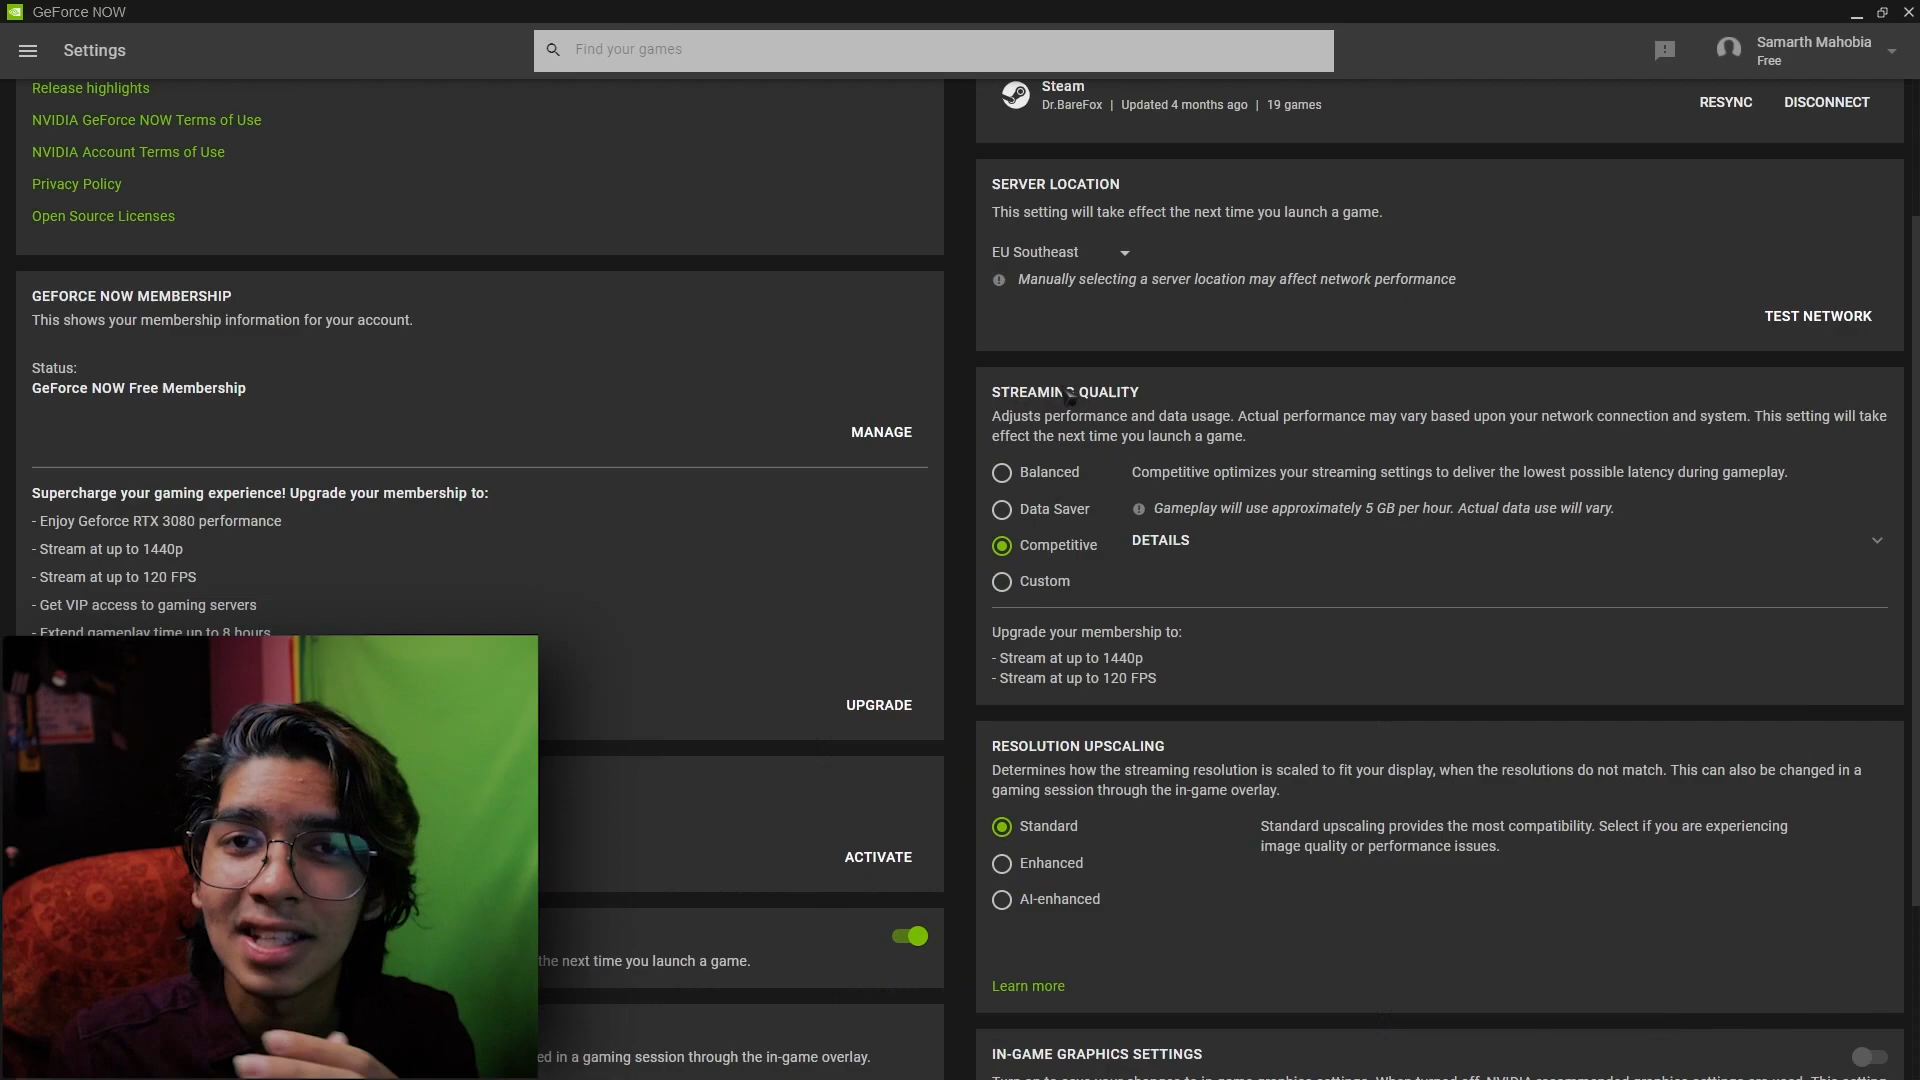 GeForce NOW
Settings
Find your games
Samarth Mahobia
Free
Release highlights
NVIDIA GeForce NOW Terms of Use
NVIDIA Account Terms of Use
Privacy Policy
Open Source Licenses
GEFORCE NOW MEMBERSHIP
This shows your membership information for your account.
Status:
GeForce NOW Free Membership
MANAGE
Supercharge your gaming experience! Upgrade your membership to:
- Enjoy Geforce RTX 3080 performance
- Stream at up to 1440p
- Stream at up to 120 FPS
- Get VIP access to gaming servers
- Extend gameplay time up to 8 hours
UPGRADE
ACTIVATE
the next time you launch a game.
ed in a gaming session through the in-game overlay.
Steam
Dr.BareFox | Updated 4 months ago | 19 games
RESYNC DISCONNECT
SERVER LOCATION
This setting will take effect the next time you launch a game.
EU Southeast
Manually selecting a server location may affect network performance
TEST NETWORK
STREAMING QUALITY
Adjusts performance and data usage. Actual performance may vary based upon your network connection and system. This setting will take
effect the next time you launch a game.
Balanced
Competitive optimizes your streaming settings to deliver the lowest possible latency during gameplay.
Data Saver
Gameplay will use approximately 5 GB per hour. Actual data use will vary.
Competitive
DETAILS
Custom
Upgrade your membership to:
- Stream at up to 1440p
- Stream at up to 120 FPS
RESOLUTION UPSCALING
Determines how the streaming resolution is scaled to fit your display, when the resolutions do not match. This can also be changed in a
gaming session through the in-game overlay.
Standard
Standard upscaling provides the most compatibility. Select if you are experiencing
image quality or performance issues.
Enhanced
AI-enhanced
Learn more
IN-GAME GRAPHICS SETTINGS